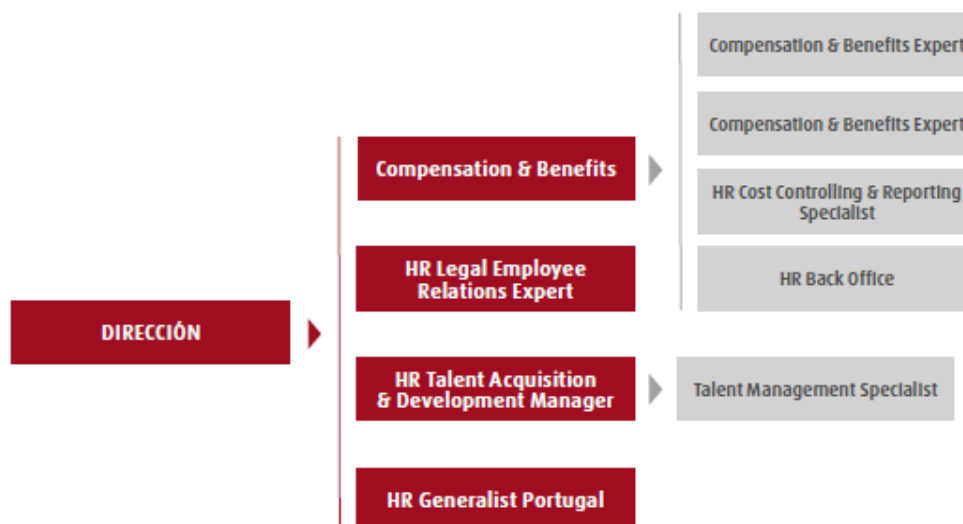 DIRECCIÓN
Compensation & Benefits
HR Legal Employee
Relations Expert
HR Talent Acquisition
& Development Manager
HR Generalist Portugal
Compensation & Benefits Expert
Compensation & Benefits Expert
HR Cost Controlling & Reporting
Specialist
HR Back Office
Talent Management Specialist